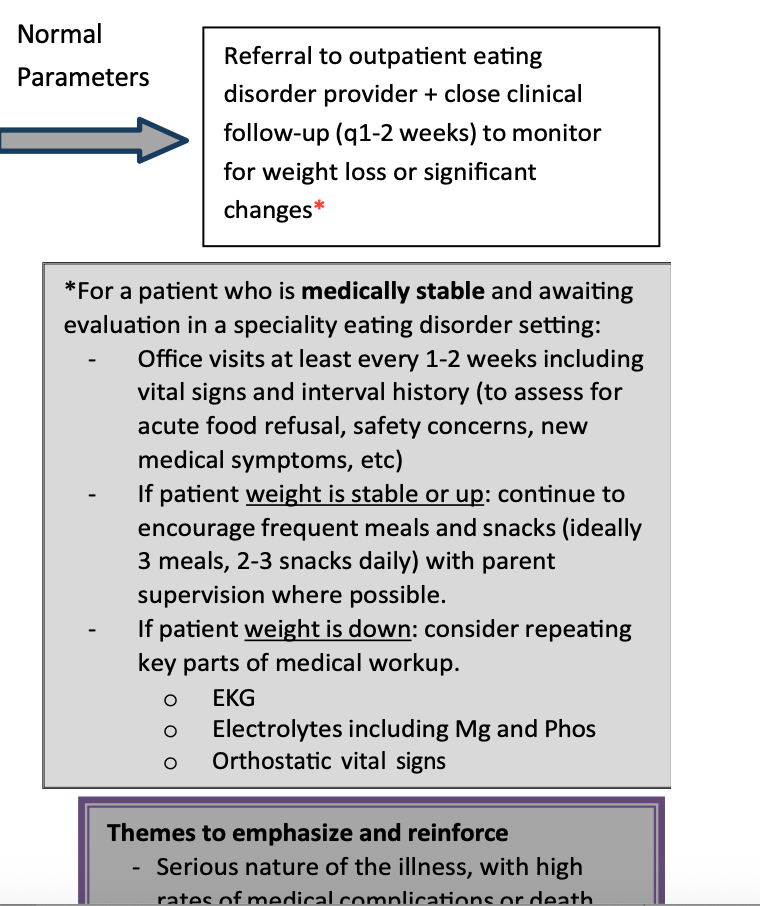 Normal
Parameters
Referral to outpatient eating
disorder provider + close clinical
follow-up (q1-2 weeks) to monitor
for weight loss or significant
changes*
*For a patient who is medically stable and awaiting
evaluation in a speciality eating disorder setting:
- Office visits at least every 1-2 weeks including
vital signs and interval history (to assess for
acute food refusal, safety concerns, new
medical symptoms, etc)
- If patient weight is stable or up: continue to
encourage frequent meals and snacks (ideally
3 meals, 2-3 snacks daily) with parent
supervision where possible.
- If patient weight is down: consider repeating
key parts of medical workup.
o EKG
o Electrolytes including Mg and Phos
o Orthostatic vital signs
Themes to emphasize and reinforce
- Serious nature of the illness, with high
rates of medical complications or death